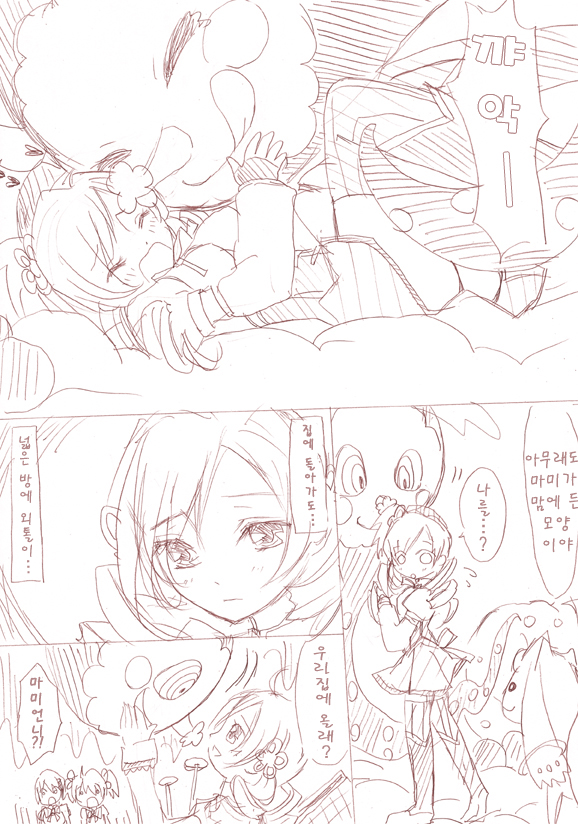 꺄
악
ー
아무래도
마미가
맘에 든
모양
이야
나를……?
집에 돌아가도…
넓은 방에 외톨이…
우리집에 올래?
마미언니?!